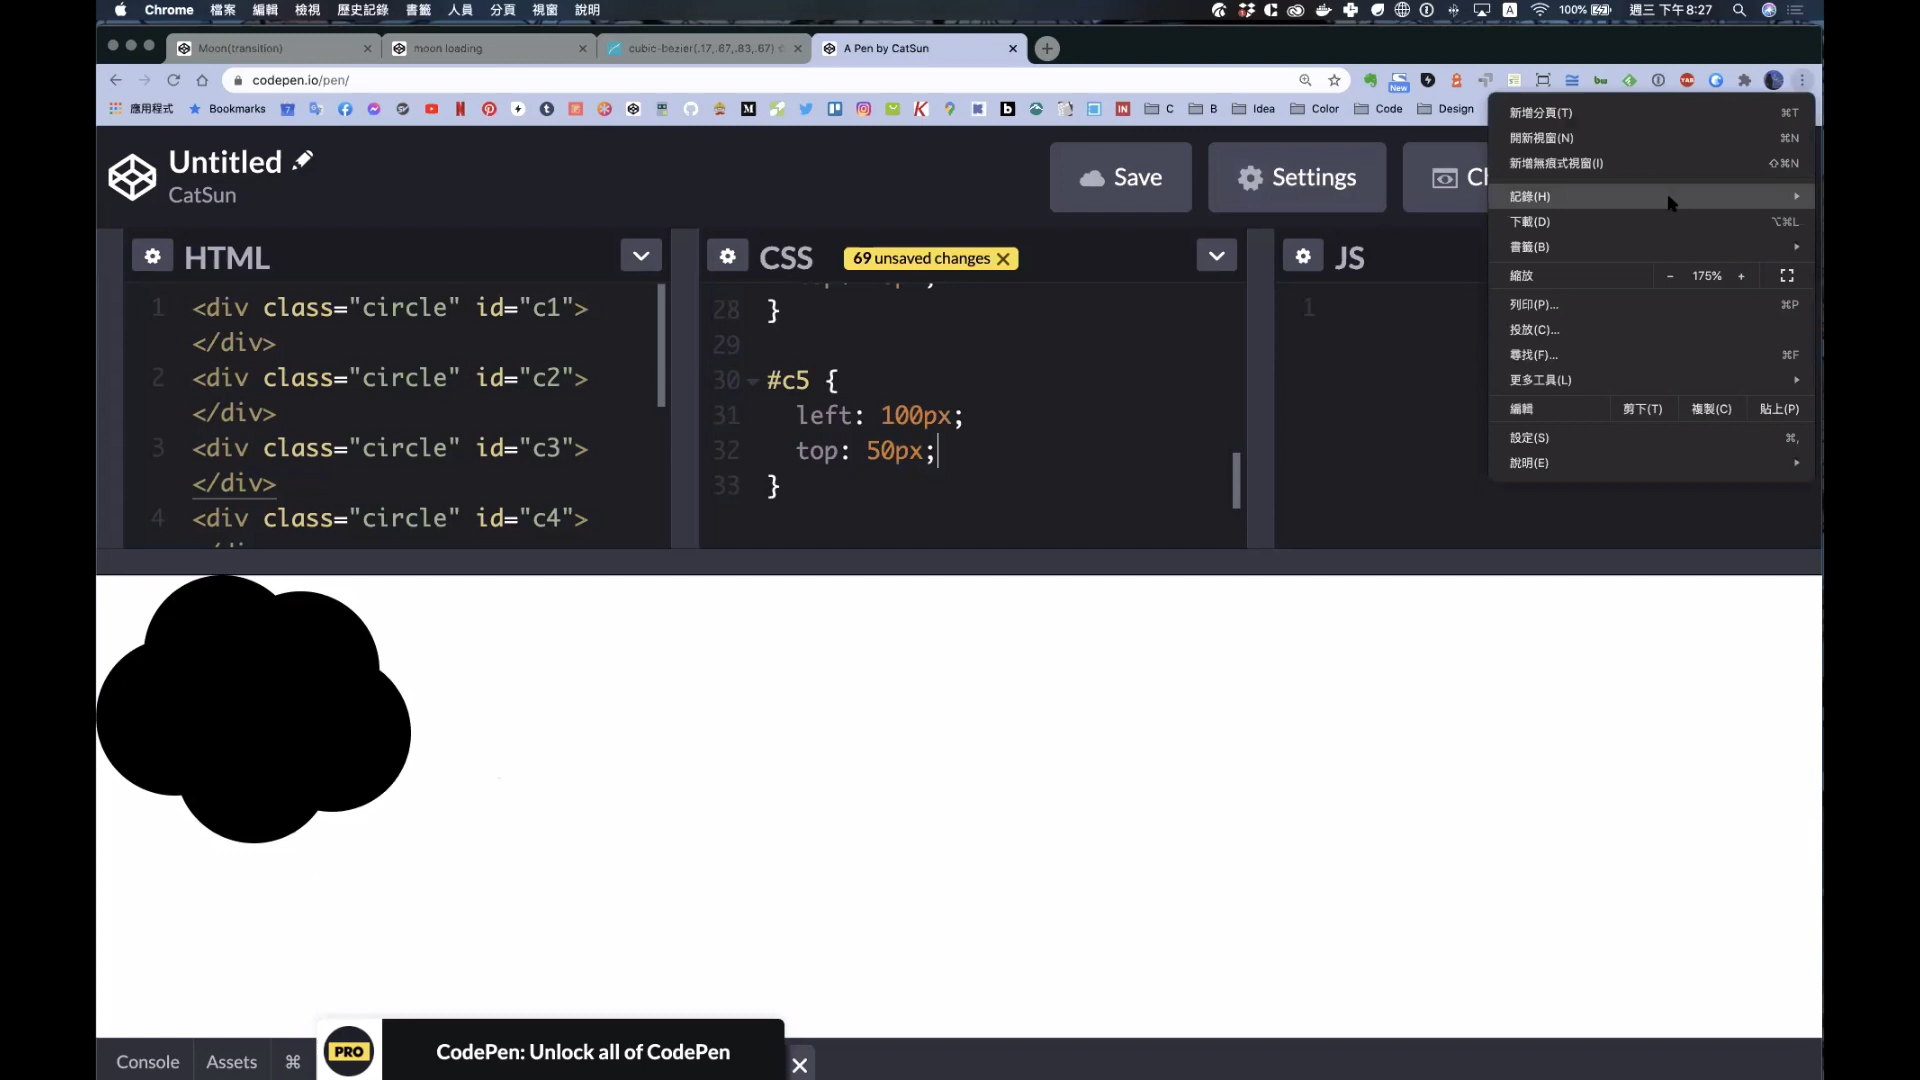 Chrome 檔案 編輯 檢視 歷史記錄 書籤 人員 分頁 視窗 說明 100% 週三 下午8:27
Moon(transition) moon loading cubic-bezier(.17,.67,.83,.67) A Pen by CatSun
codepen.io/pen/ New
應用程式 Bookmarks C B Idea Color Code Design
Untitled
CatSun
Save Settings Ch
HTML
1 <div class="circle" id="c1">
</div>
2 <div class="circle" id="c2">
</div>
3 <div class="circle" id="c3">
</div>
4 <div class="circle" id="c4">
CSS 69 unsaved changes
28 }
29
30 #c5 {
31 left: 100px;
32 top: 50px;
33 }
JS
1
新增分頁(T) ⌘T
開新視窗(N) ⌘N
新增無痕式視窗(I) ⇧⌘N
記錄(H)
下載(D) ⌥⌘L
書籤(B)
縮放 - 175% +
列印(P)... ⌘P
投放(C)...
尋找(F)... ⌘F
更多工具(L)
編輯 剪下(T) 複製(C) 貼上(P)
設定(S) ⌘,
說明(E)
Console Assets ⌘ PRO CodePen: Unlock all of CodePen